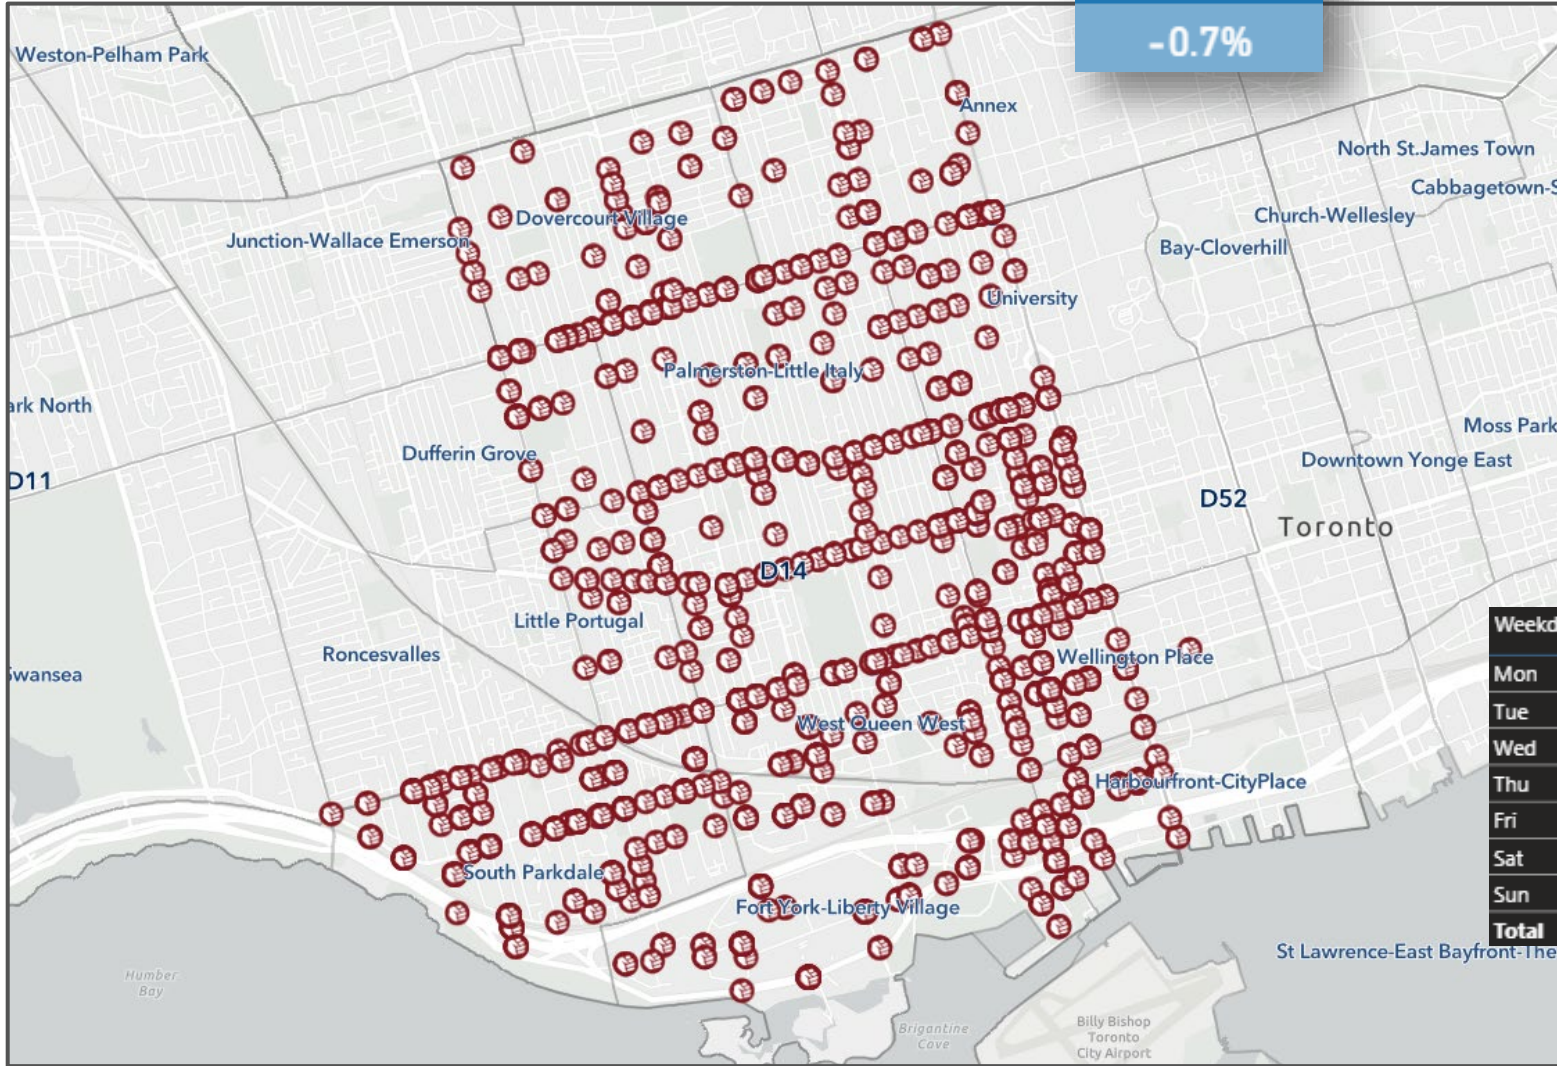 -0.7%
Weston-Pelham Park
Annex
North St.James Town
Cabbagetown-S
Church-Wellesley
Dovercourt Village
Junction-Wallace Emerson
Bay-Cloverhill
University
Palmerston-Little Italy
ark North
Moss Park
Dufferin Grove
Downtown Yonge East
D11
D52
Toronto
D14
Little Portugal
Weekd
Roncesvalles
Wellington Place
Swansea
Mon
Tue
West Queen West
Wed
Harbourfront-CityPlace
Thu
Fri
Sat
South Parkdale
Sun
Fort York-Liberty Village
Total
St Lawrence-East Bayfront-The
Humber
Bay
Brigantine
Cove
Billy Bishop
Toronto
City Airport